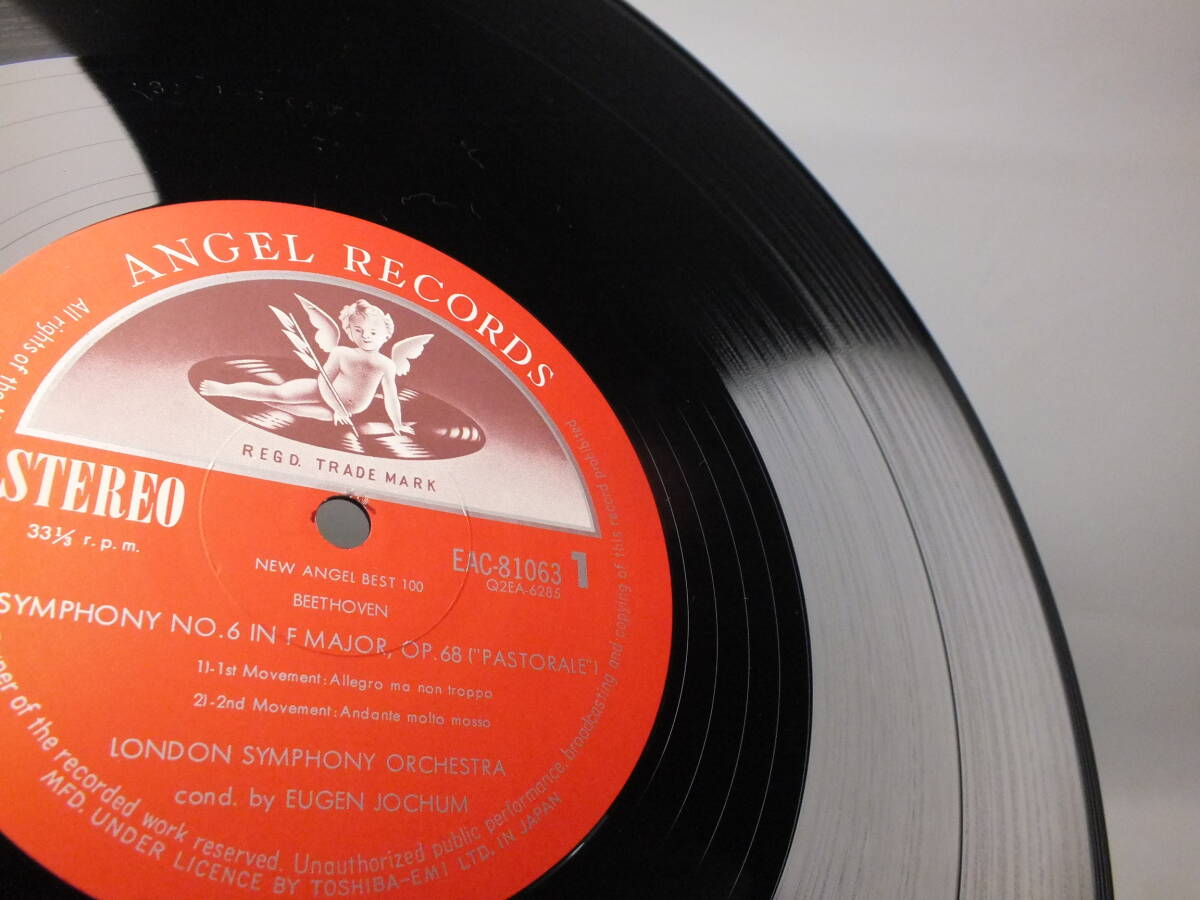 ANGEL RECORDS
REGD. TRADE MARK
STEREO
33⅓ r.p.m.
EAC-81063 1
Q2EA-6285
NEW ANGEL BEST 100
BEETHOVEN
SYMPHONY NO.6 IN F MAJOR, OP.68 ("PASTORALE")
1)-1st Movement:Allegro ma non troppo
2)-2nd Movement:Andante molto mosso
LONDON SYMPHONY ORCHESTRA
cond. by EUGEN JOCHUM
All rights of the
of the recorded work reserved. Unauthorized public performance, broadcasting and copying of this record prohibited
MFD. UNDER LICENCE BY TOSHIBA-EMI LTD. IN JAPAN